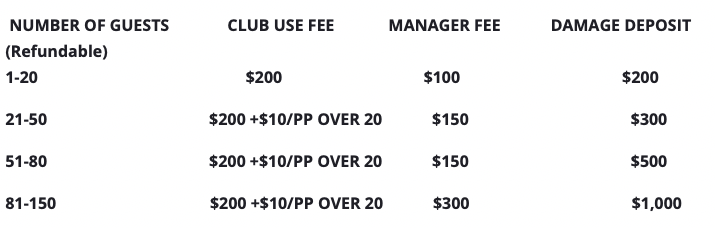 NUMBER OF GUESTS CLUB USE FEE MANAGER FEE DAMAGE DEPOSIT
(Refundable)
1-20 $200 $100 $200
21-50 $200 +$10/PP OVER 20 $150 $300
51-80 $200 +$10/PP OVER 20 $150 $500
81-150 $200 +$10/PP OVER 20 $300 $1,000